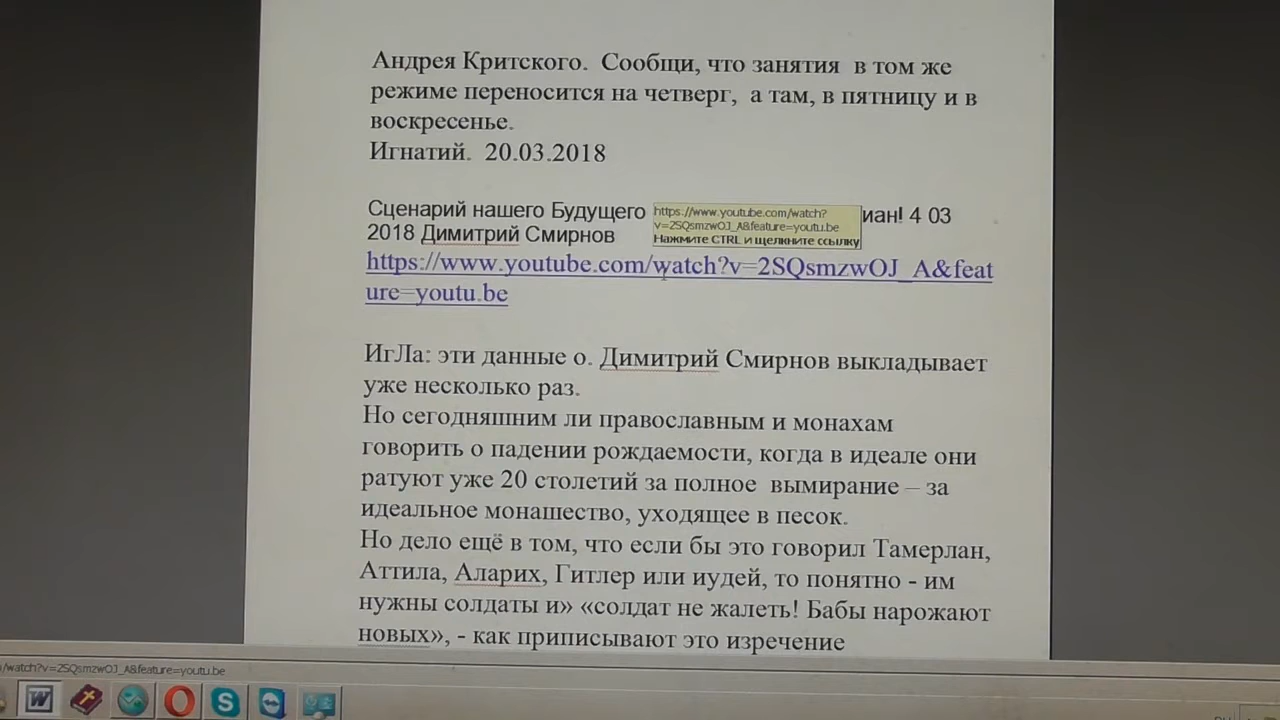 Андрея Критского.  Сообщи, что занятия  в том же
режиме переносится на четверг,  а там, в пятницу и в
воскресенье.
Игнатий.  20.03.2018
Сценарий нашего Будущего
иан! 4 03
https://www.youtube.com/watch?
v=2SQsmzwOJ_A&feature=youtu.be
Нажмите CTRL и щелкните ссылку
2018 Димитрий Смирнов
https://www.youtube.com/watch?v=2SQsmzwOJ_A&feat
ure=youtu.be
ИгЛа: эти данные о. Димитрий Смирнов выкладывает
уже несколько раз.
Но сегодняшним ли православным и монахам
говорить о падении рождаемости, когда в идеале они
ратуют уже 20 столетий за полное  вымирание – за
идеальное монашество, уходящее в песок.
Но дело ещё в том, что если бы это говорил Тамерлан,
Аттила, Аларих, Гитлер или иудей, то понятно - им
нужны солдаты и» «солдат не жалеть! Бабы нарожают
новых», - как приписывают это изречение
/watch?v=2SQsmzwOJ_A&feature=youtu.be